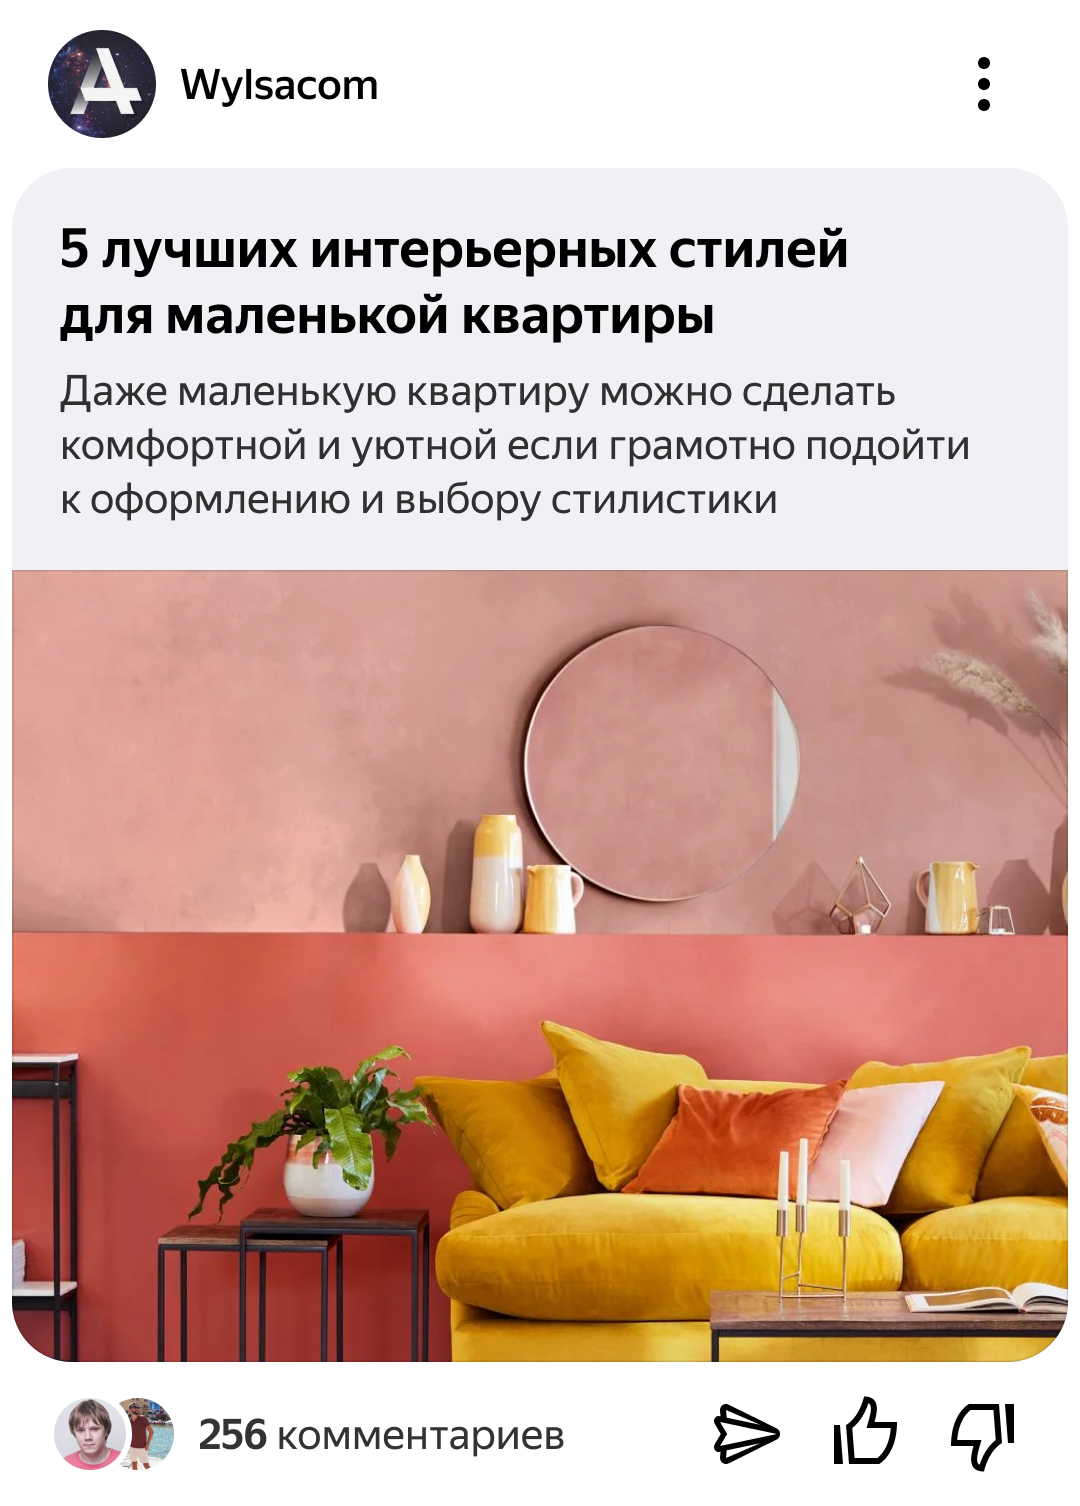 Wylsacom
5 лучших интерьерных стилей
для маленькой квартиры
Даже маленькую квартиру можно сделать
комфортной и уютной если грамотно подойти
к оформлению и выбору стилистики
256 комментариев